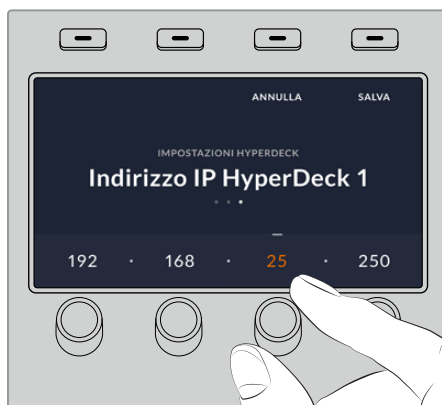 ANNULLA SALVA
IMPOSTAZIONI HYPERDECK
Indirizzo IP HyperDeck 1
192 · 168 · 25 · 250